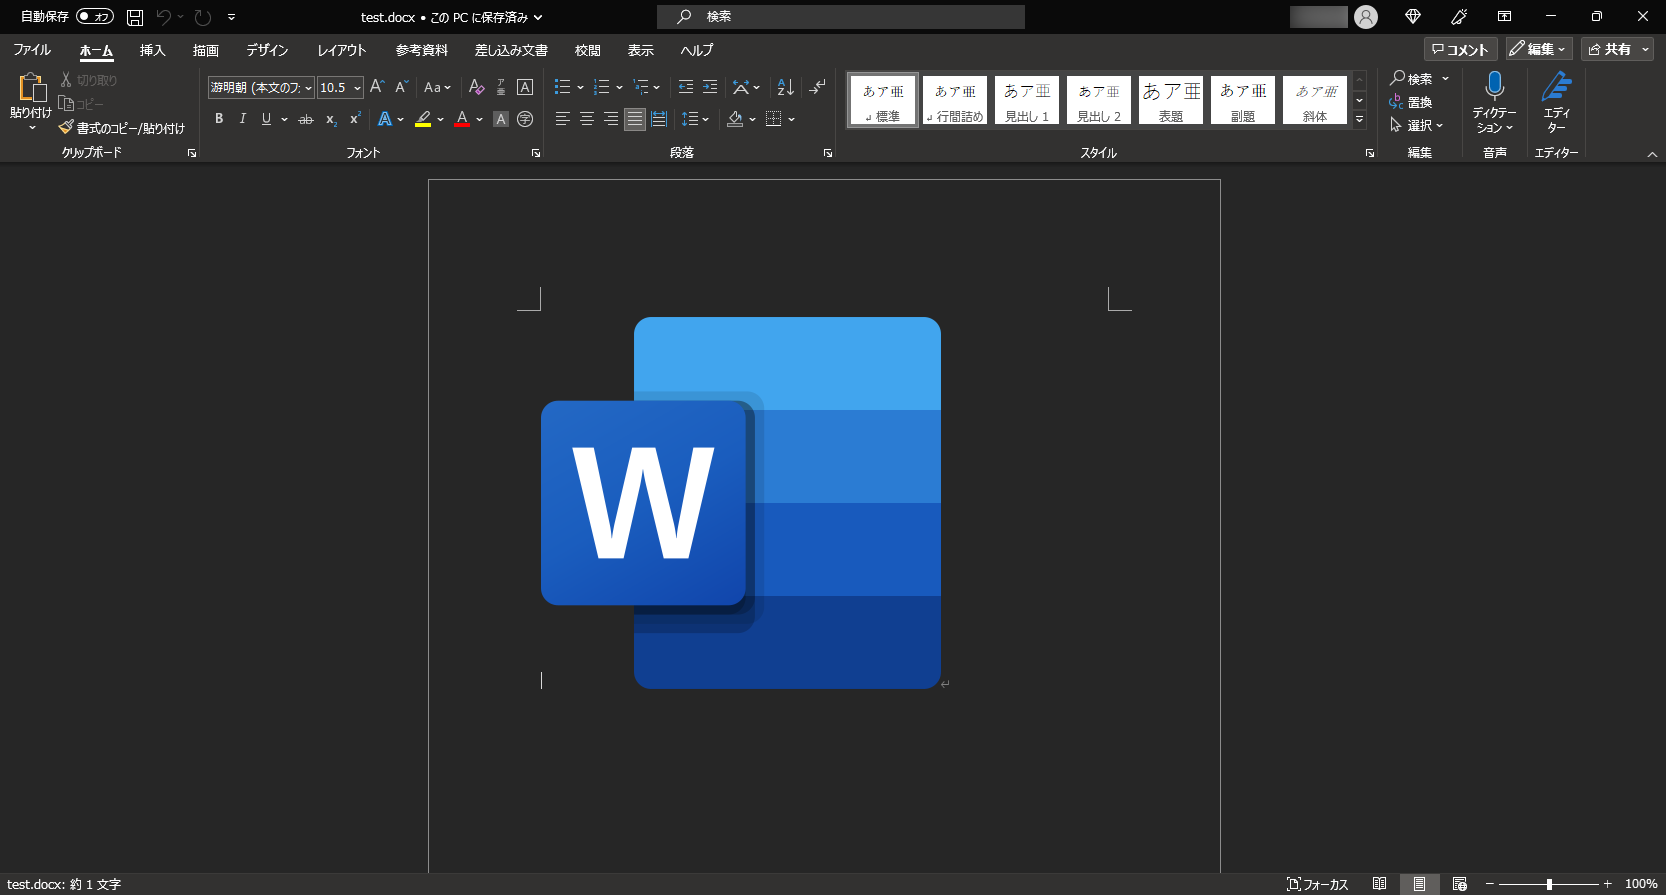 自動保存 オフ test.docx • この PC に保存済み 検索
ファイル ホーム 挿入 描画 デザイン レイアウト 参考資料 差し込み文書 校閲 表示 ヘルプ コメント 編集 共有
貼り付け
切り取り
コピー
書式のコピー/貼り付け
クリップボード
游明朝 (本文のフ 10.5 A A Aa A ア亜 A
B I U ab x₂ x² A A A 字
フォント
A Z
段落
あア亜 あア亜 あア亜 あア亜 あア亜 あア亜 あア亜
↲ 標準 ↲ 行間詰め 見出し 1 見出し 2 表題 副題 斜体
スタイル
検索
置換
選択
編集
ディクテー
ション
音声
エディ
ター
エディター
W
test.docx: 約 1 文字 フォーカス 100%